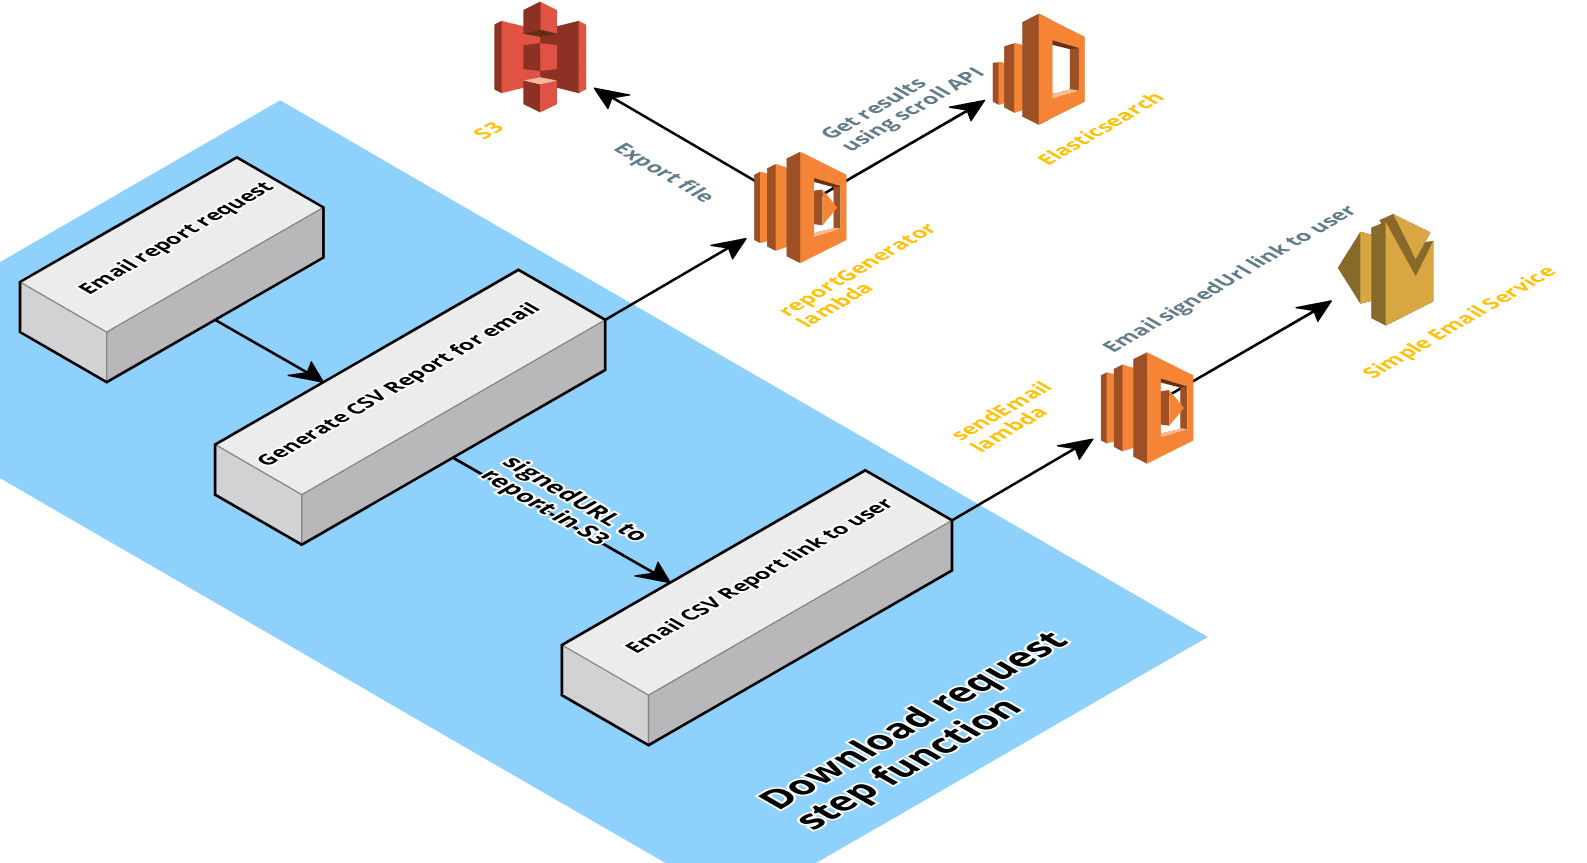 S3
Export file
Get results
using scroll API
Elasticsearch
Email report request
reportGenerator
lambda
Generate CSV Report for email
Email signedUrl link to user
Simple Email Service
sendEmail
lambda
signedURL to
report in S3
Email CSV Report link to user
Download request
step function